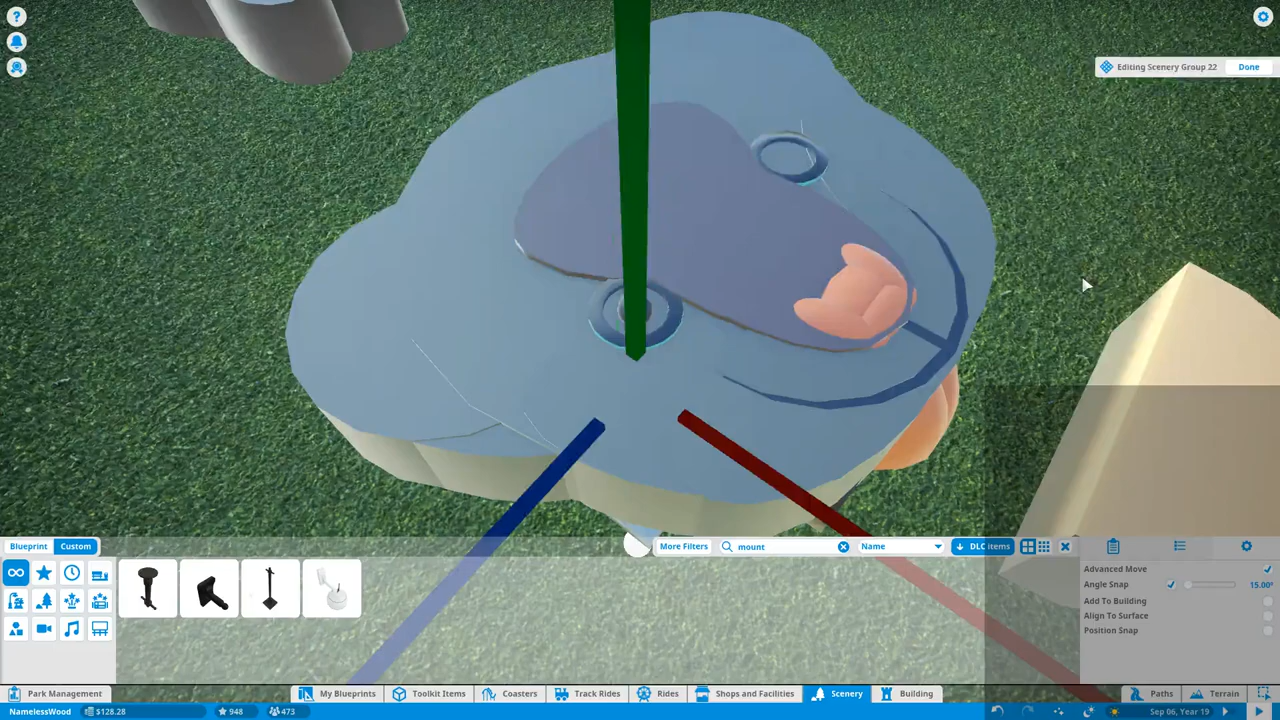 ?
Editing Scenery Group 22 Done
Blueprint Custom
More Filters mount Name DLC items
Advanced Move
Angle Snap 15.00°
Add To Building
Align To Surface
Position Snap
Park Management My Blueprints Toolkit Items Coasters Track Rides Rides Shops and Facilities Scenery Building Paths Terrain
NamelessWood $128.28 948 473 Sep 06, Year 19